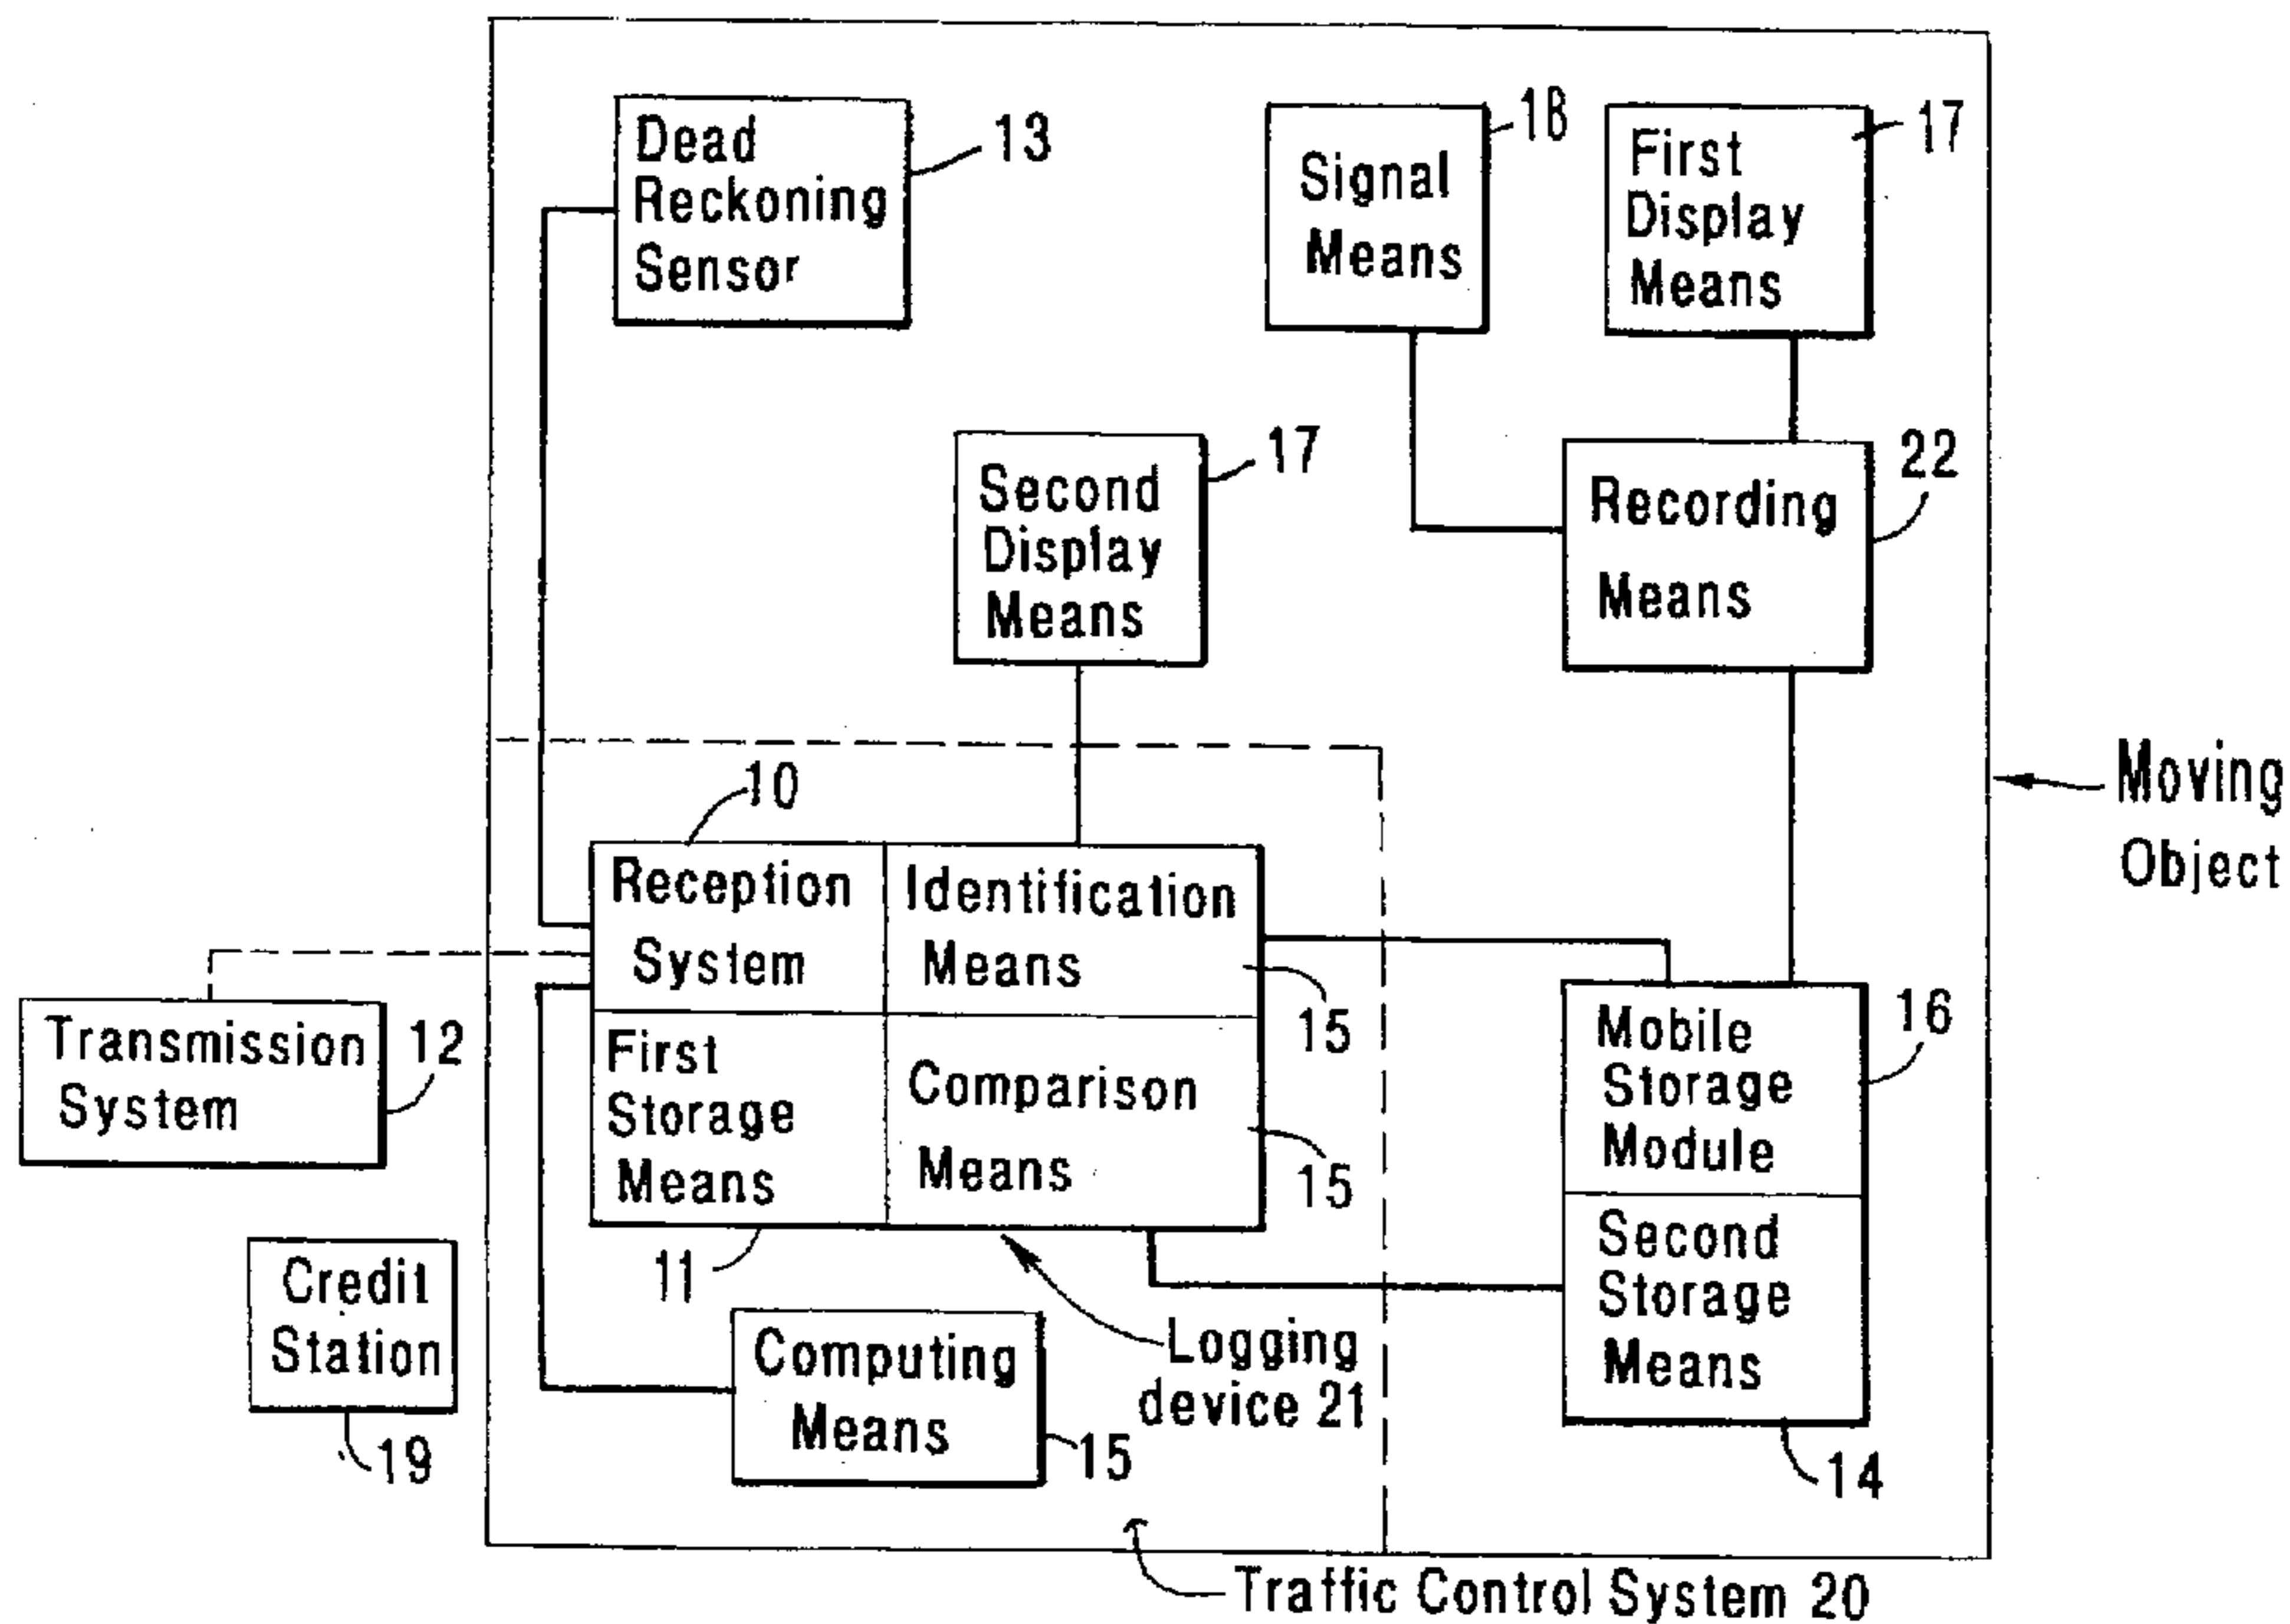 Dead
Reckoning
Sensor
13
Signal
Means
18
First
Display
Means
17
Second
Display
Means
17
Recording
Means
22
Moving
Object
10
Reception
System
Identification
Means
15
First
Storage
Means
11
Comparison
Means
15
Transmission
System
12
Mobile
Storage
Module
16
Second
Storage
Means
14
Credit
Station
19
Computing
Means
15
Logging
device 21
Traffic Control System 20